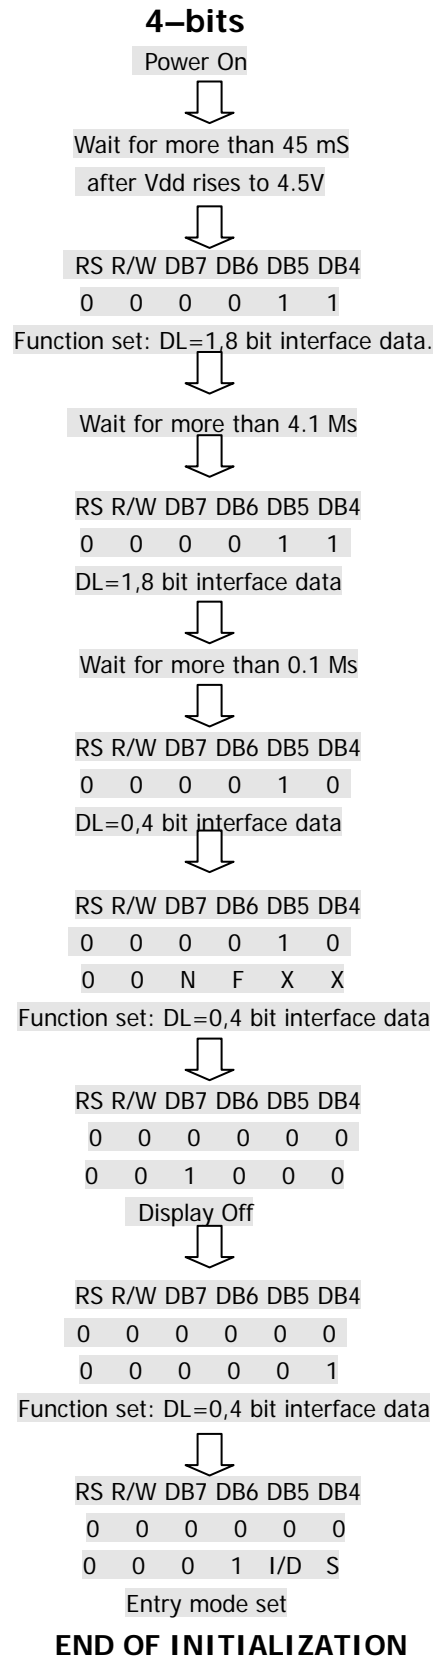 4–bits
Power On
Wait for more than 45 mS
after Vdd rises to 4.5V
RS R/W DB7 DB6 DB5 DB4
0 0 0 0 1 1
Function set: DL=1,8 bit interface data.
Wait for more than 4.1 Ms
RS R/W DB7 DB6 DB5 DB4
0 0 0 0 1 1
DL=1,8 bit interface data
Wait for more than 0.1 Ms
RS R/W DB7 DB6 DB5 DB4
0 0 0 0 1 0
DL=0,4 bit interface data
RS R/W DB7 DB6 DB5 DB4
0 0 0 0 1 0
0 0 N F X X
Function set: DL=0,4 bit interface data
RS R/W DB7 DB6 DB5 DB4
0 0 0 0 0 0
0 0 1 0 0 0
Display Off
RS R/W DB7 DB6 DB5 DB4
0 0 0 0 0 0
0 0 0 0 0 1
Function set: DL=0,4 bit interface data
RS R/W DB7 DB6 DB5 DB4
0 0 0 0 0 0
0 0 0 1 I/D S
Entry mode set
END OF INITIALIZATION